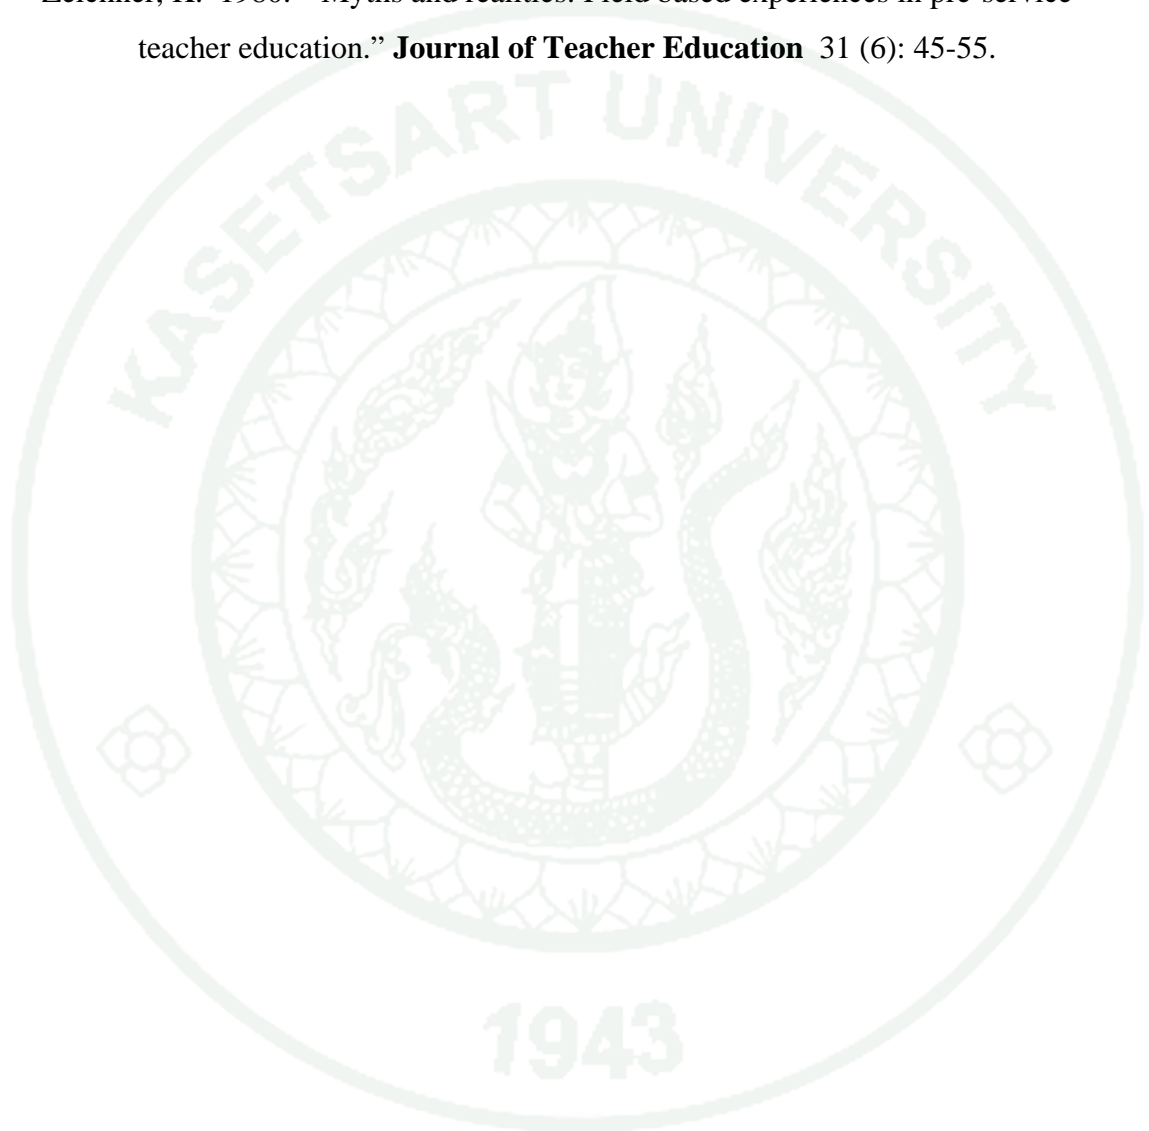 Zeichner, K. 1980. “Myths and realities: Field based experiences in pre-service
teacher education.” Journal of Teacher Education 31 (6): 45-55.
KASETSART UNIVERSITY
1943